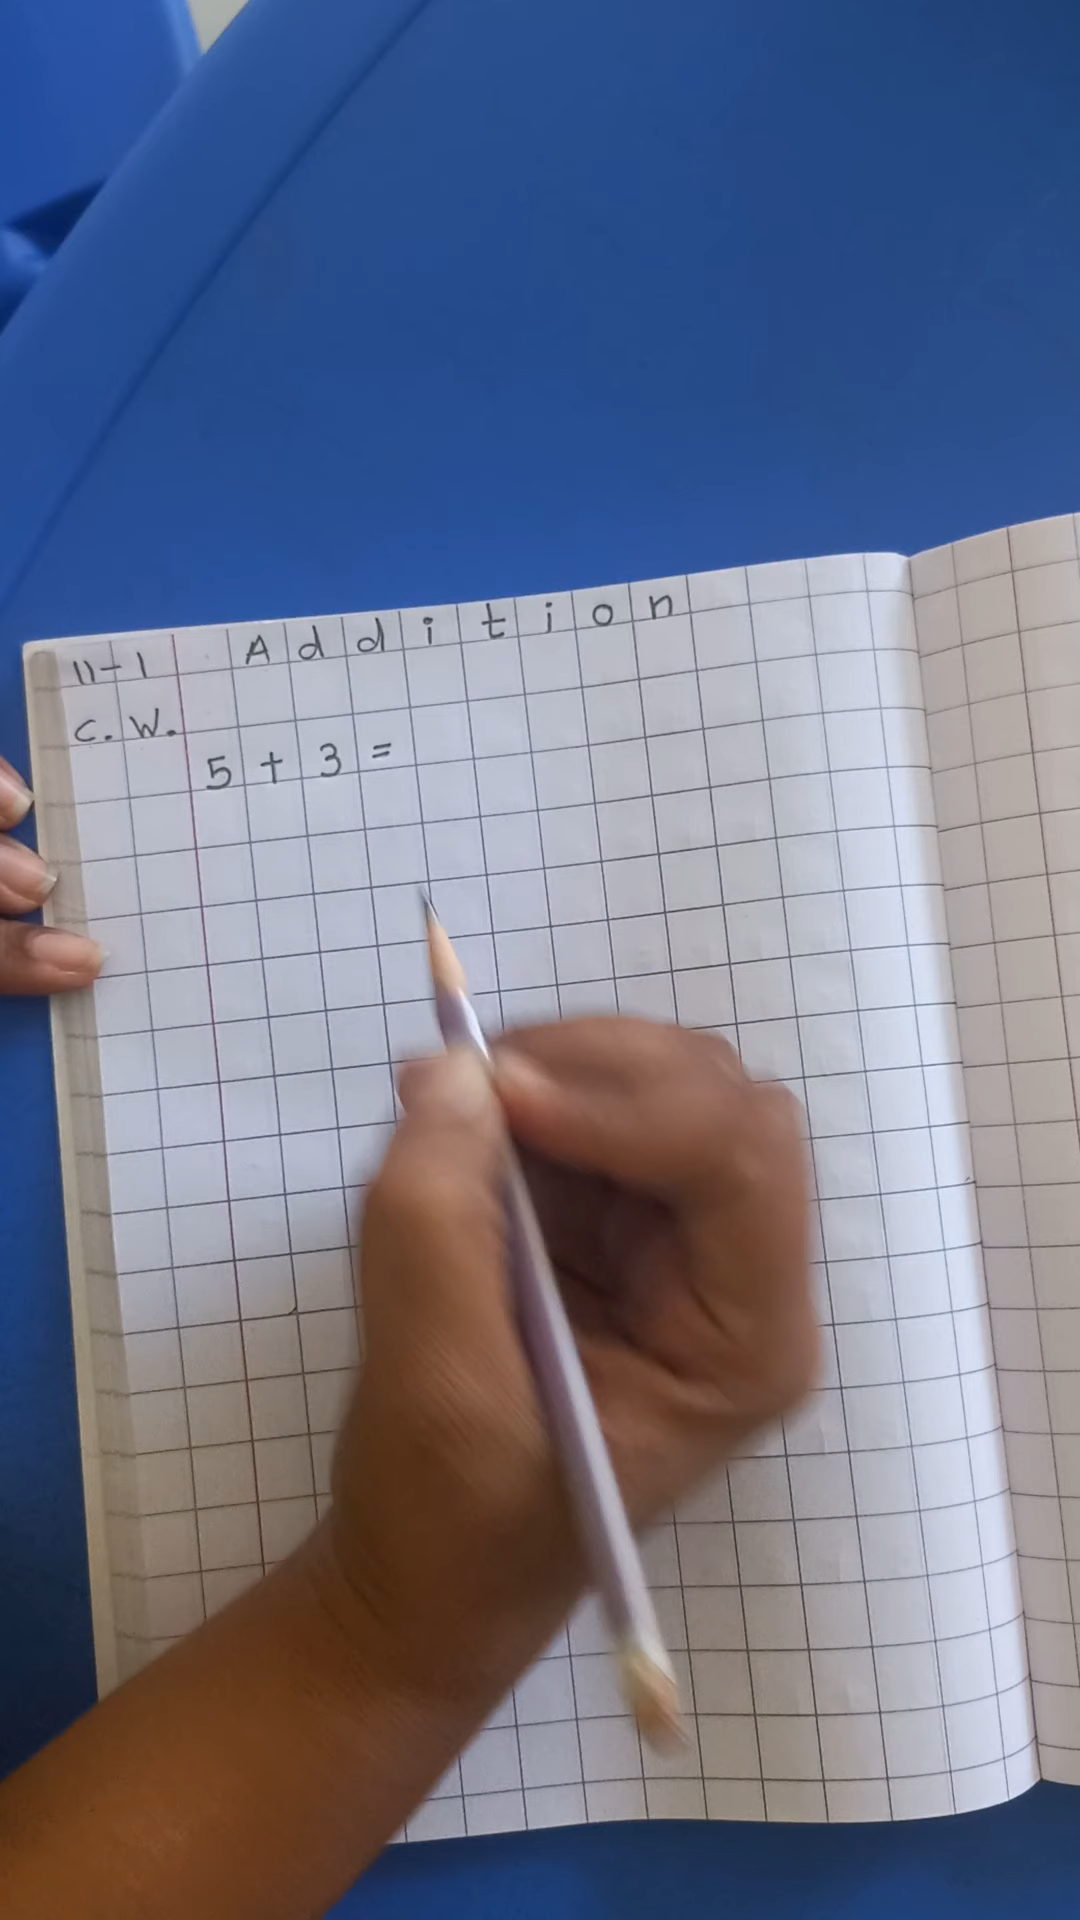 11-1 Addition
C.W.
5 + 3 =